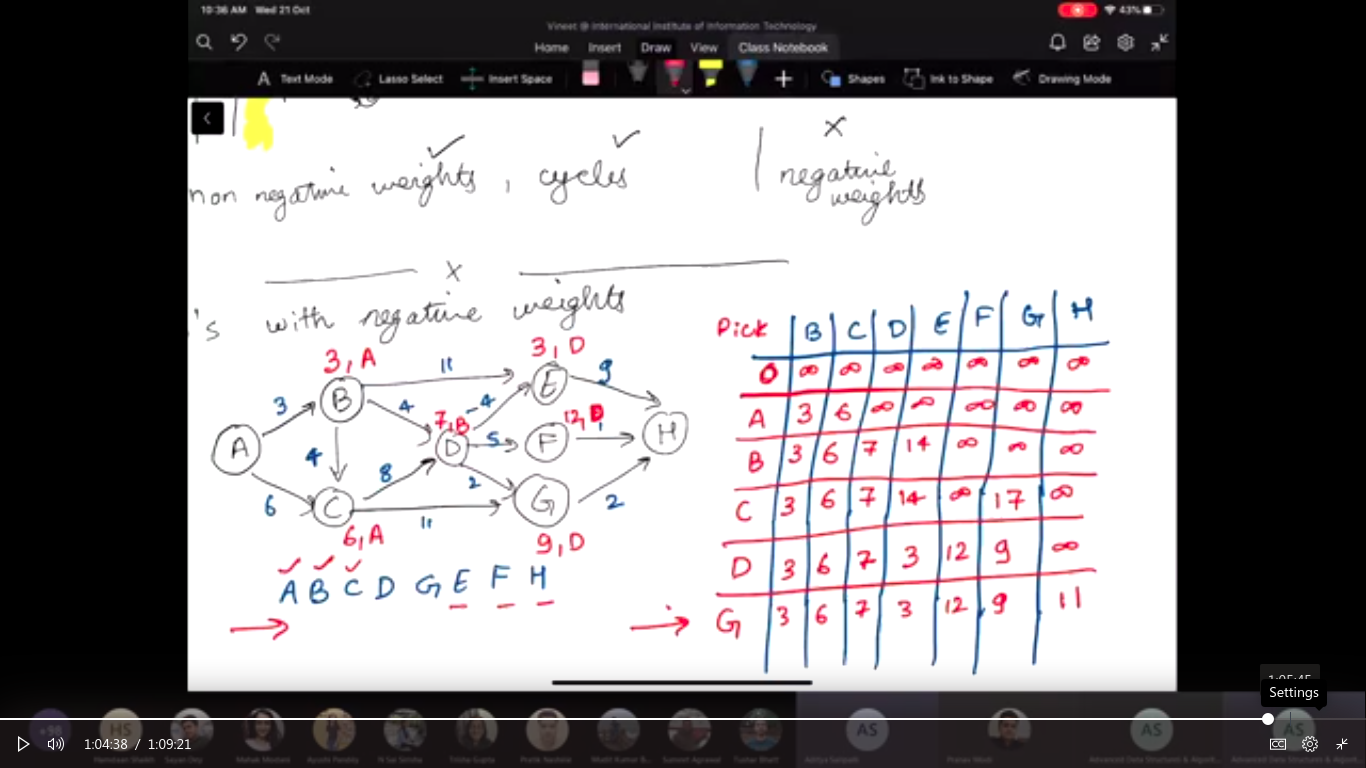 10:36 AM Wed 21 Oct
43%
Vineet @ International Institute of Information Technology
Home Insert Draw View Class Notebook
Text Mode Lasso Select Insert Space Shapes Ink to Shape Drawing Mode
non negative weights, cycles ✓ ✓ | negative weights ×
x
's with negative weights
3, A
3, D
11
9
B
E
3
4
-4
7, B
12, D
A
D
5
F
1
H
4
8
2
6
C
G
2
11
6, A
9, D
A B C D G E F H
Pick B C D E F G H
0 ∞ ∞ ∞ ∞ ∞ ∞ ∞
A 3 6 ∞ ∞ ∞ ∞ ∞
B 3 6 7 14 ∞ ∞ ∞
C 3 6 7 14 ∞ 17 ∞
D 3 6 7 3 12 9 ∞
G 3 6 7 3 12 9 11
Settings
AS AS AS
1:04:38 / 1:09:21